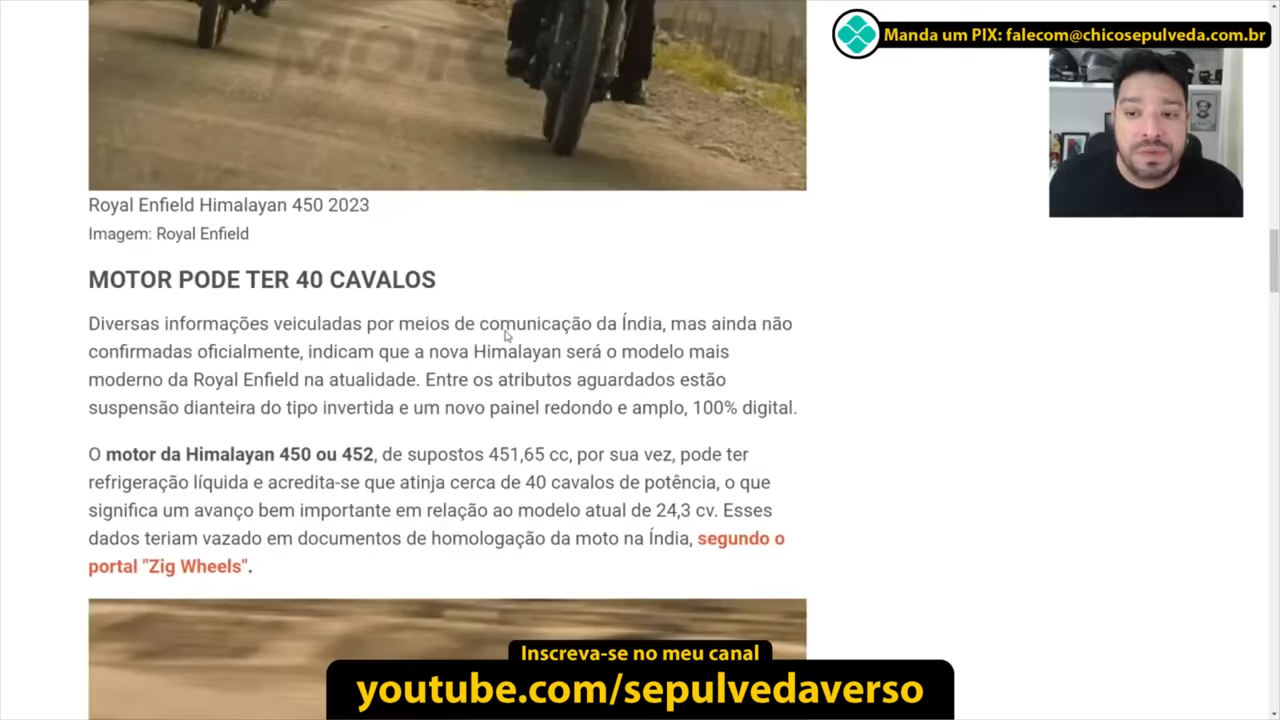 Manda um PIX: falecom@chicosepulveda.com.br
Royal Enfield Himalayan 450 2023
Imagem: Royal Enfield
MOTOR PODE TER 40 CAVALOS
Diversas informações veiculadas por meios de comunicação da Índia, mas ainda não
confirmadas oficialmente, indicam que a nova Himalayan será o modelo mais
moderno da Royal Enfield na atualidade. Entre os atributos aguardados estão
suspensão dianteira do tipo invertida e um novo painel redondo e amplo, 100% digital.
O motor da Himalayan 450 ou 452, de supostos 451,65 cc, por sua vez, pode ter
refrigeração líquida e acredita-se que atinja cerca de 40 cavalos de potência, o que
significa um avanço bem importante em relação ao modelo atual de 24,3 cv. Esses
dados teriam vazado em documentos de homologação da moto na Índia, segundo o
portal "Zig Wheels".
Inscreva-se no meu canal
youtube.com/sepulvedaverso